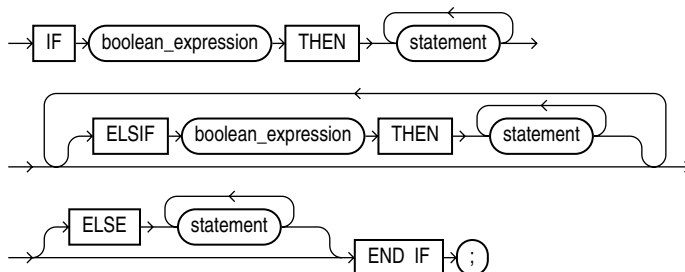 IF boolean_expression THEN statement
ELSIF boolean_expression THEN statement
ELSE statement
END IF ;